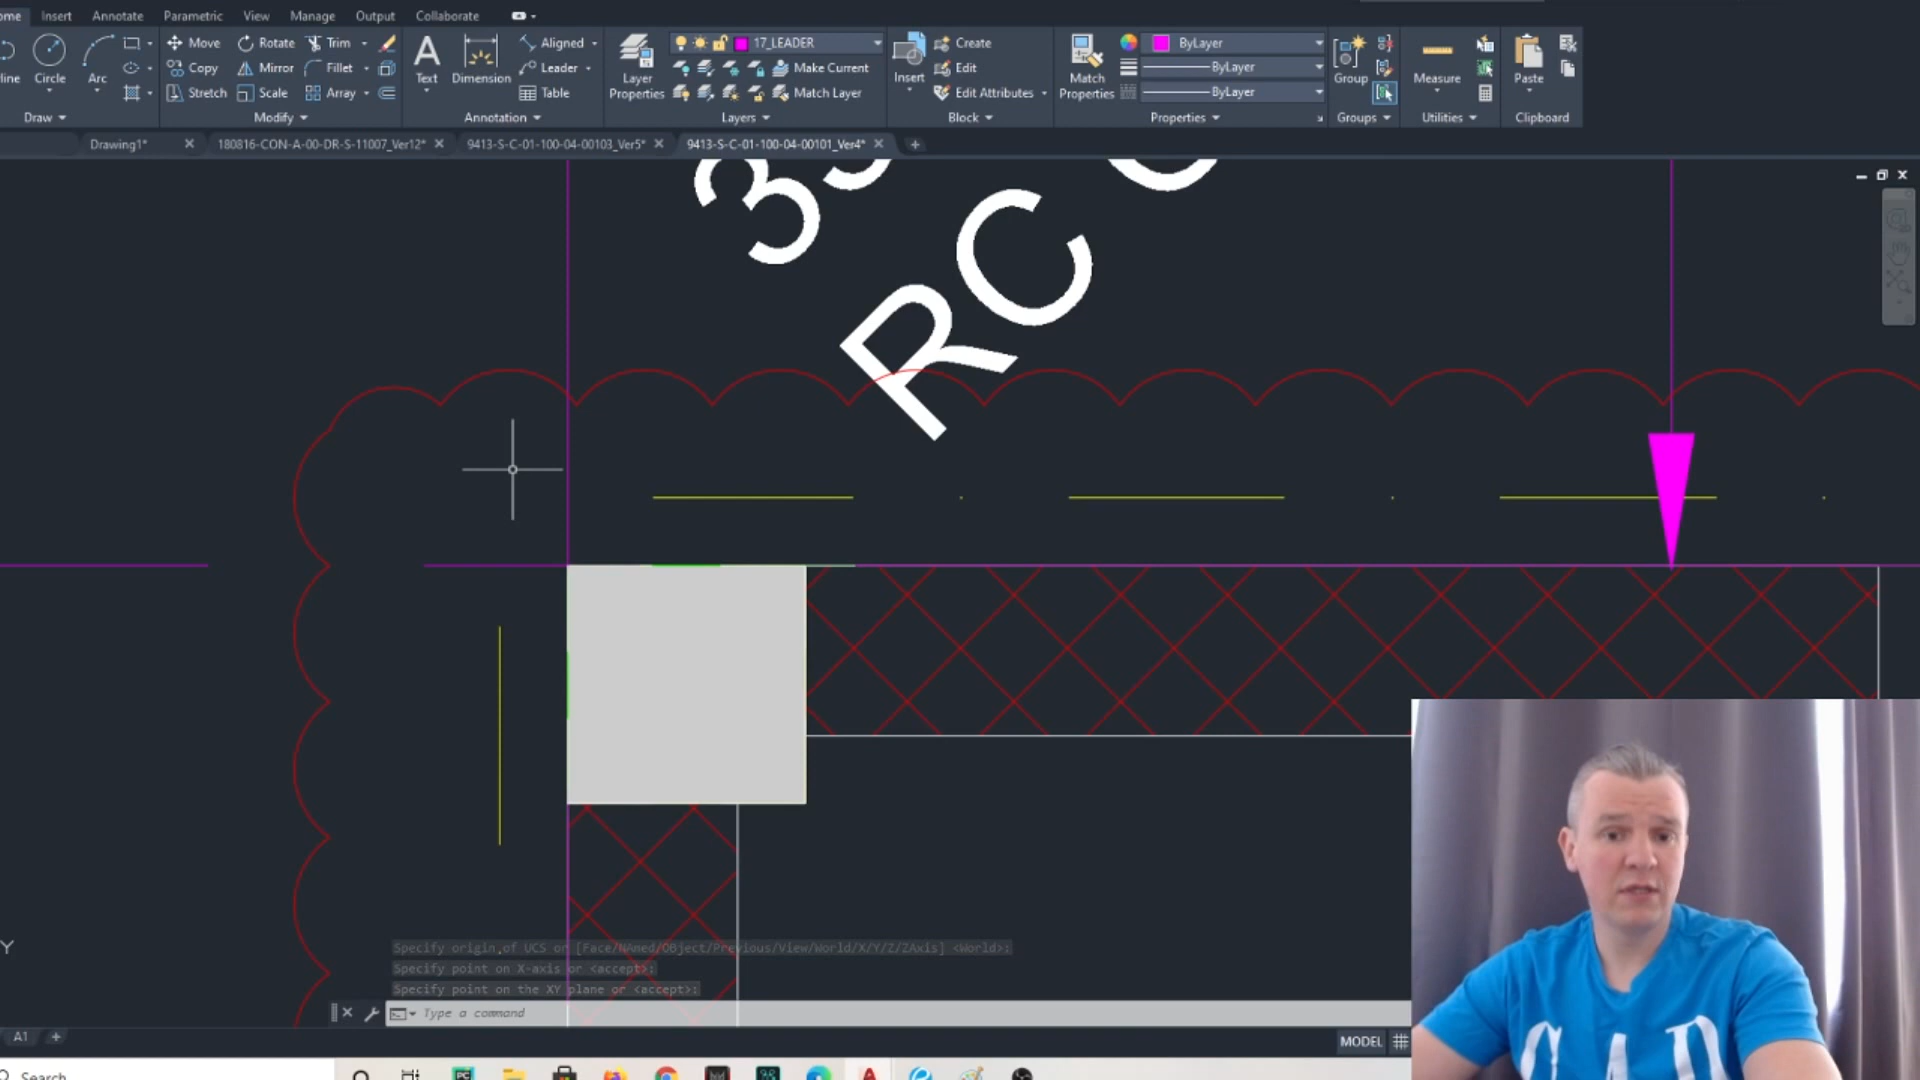 ome Insert Annotate Parametric View Manage Output Collaborate
Move Rotate Trim
Copy Mirror Fillet
Stretch Scale Array
line Circle Arc
Draw Modify
Text Dimension
Aligned
Leader
Table
Annotation
Layer
Properties
17_LEADER
Make Current
Match Layer
Layers
Insert
Create
Edit
Edit Attributes
Block
Match
Properties
ByLayer
ByLayer
ByLayer
Properties
Group
Groups
Measure
Utilities
Paste
Clipboard
Drawing1* 180816-CON-A-00-DR-S-11007_Ver12* 9413-S-C-01-100-04-00103_Ver5* 9413-S-C-01-100-04-00101_Ver4*
RC
Y
Specify origin of UCS or [Face/NAmed/OBject/Previous/View/World/X/Y/Z/ZAxis] <World>:
Specify point on X-axis or <accept>:
Specify point on the XY plane or <accept>:
Type a command
A1 +
MODEL
Search